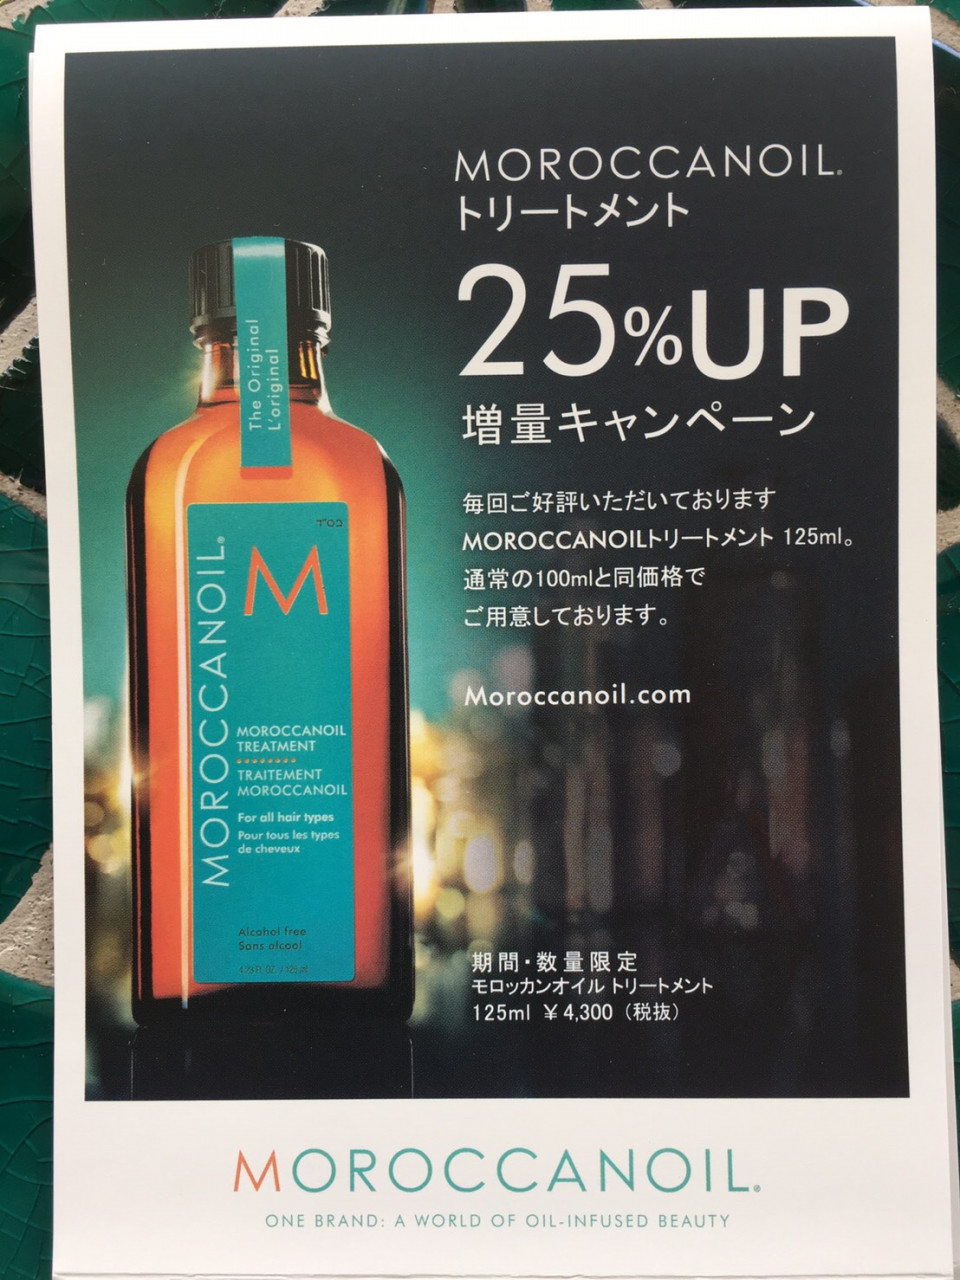 MOROCCANOIL®
トリートメント
25%UP
増量キャンペーン
毎回ご好評いただいております
MOROCCANOILトリートメント 125ml。
通常の100mlと同価格で
ご用意しております。
Moroccanoil.com
The Original
L'original
MOROCCANOIL®
M
MOROCCANOIL
TREATMENT
TRAITEMENT
MOROCCANOIL
For all hair types
Pour tous les types
de cheveux
Alcohol free
Sans alcool
4.23 FL.OZ. / 125 ml
期間・数量限定
モロッカンオイル トリートメント
125ml ￥4,300（税抜）
MOROCCANOIL®
ONE BRAND: A WORLD OF OIL-INFUSED BEAUTY